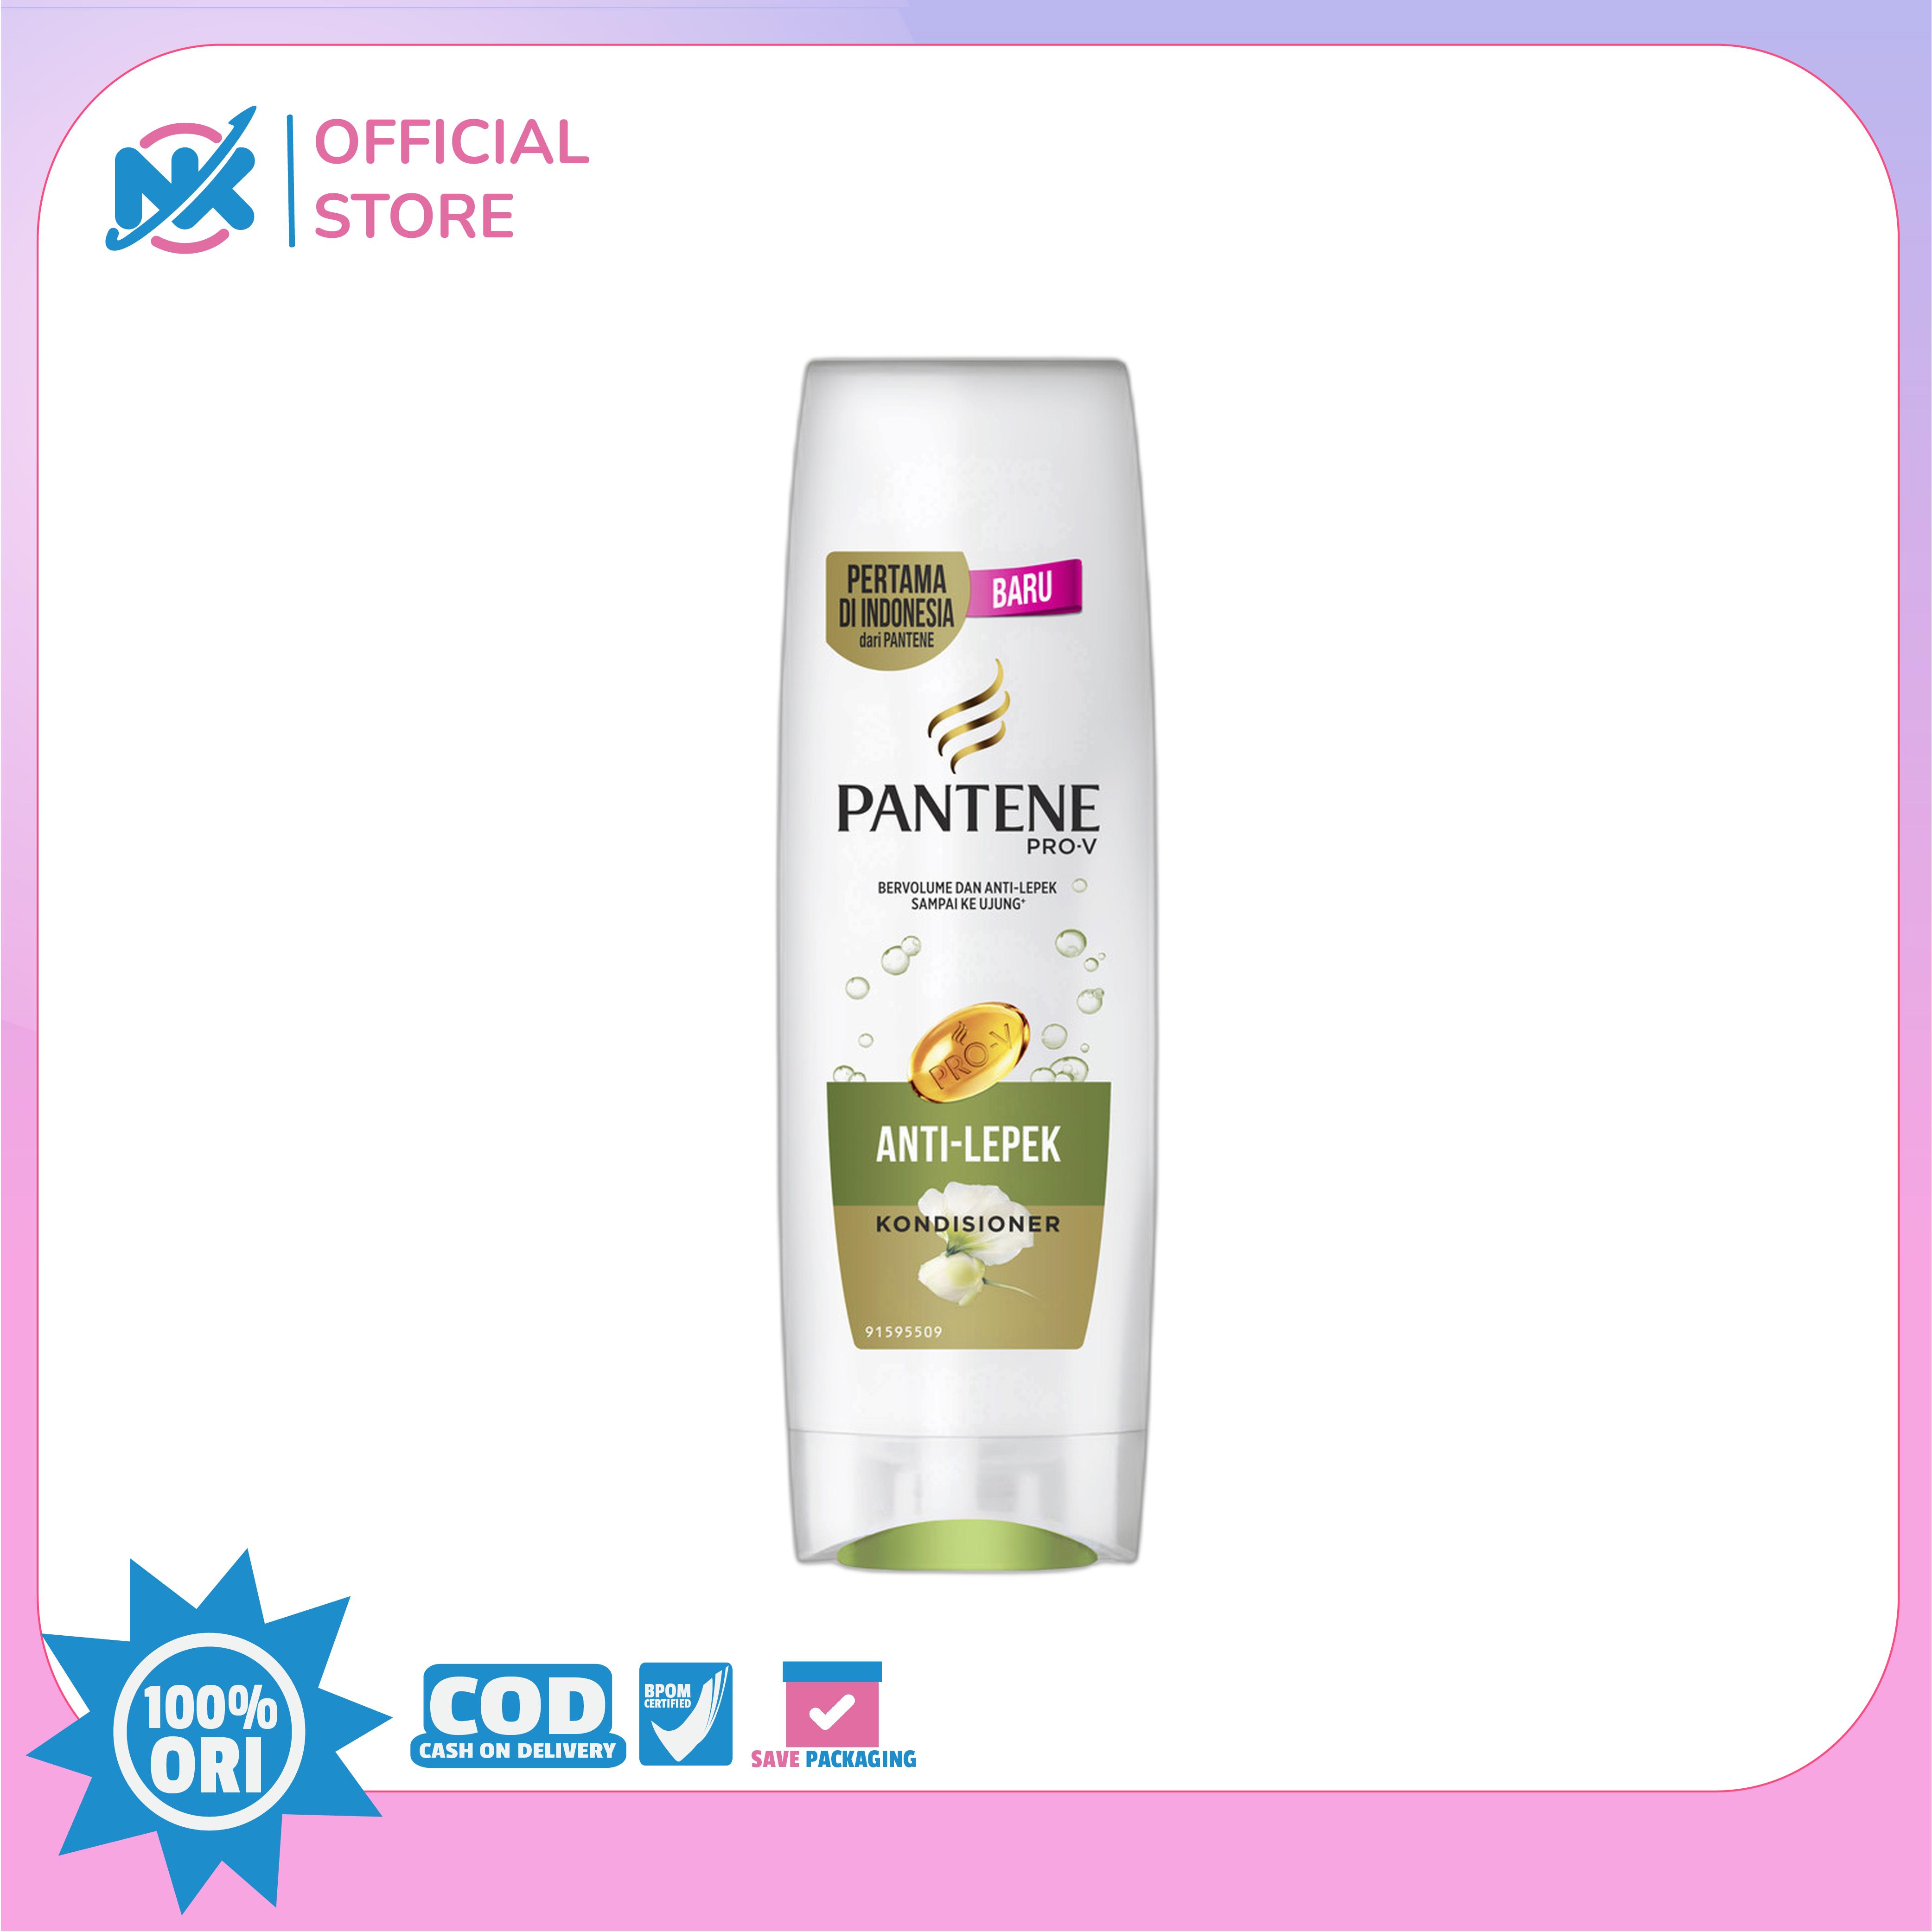 NK
OFFICIAL
STORE
PERTAMA
DI INDONESIA
dari PANTENE
BARU
PANTENE
PRO-V
BERVOLUME DAN ANTI-LEPEK
SAMPAI KE UJUNG+
PRO-V
ANTI-LEPEK
KONDISIONER
91595509
100%
ORI
COD
CASH ON DELIVERY
BPOM
CERTIFIED
SAVE PACKAGING